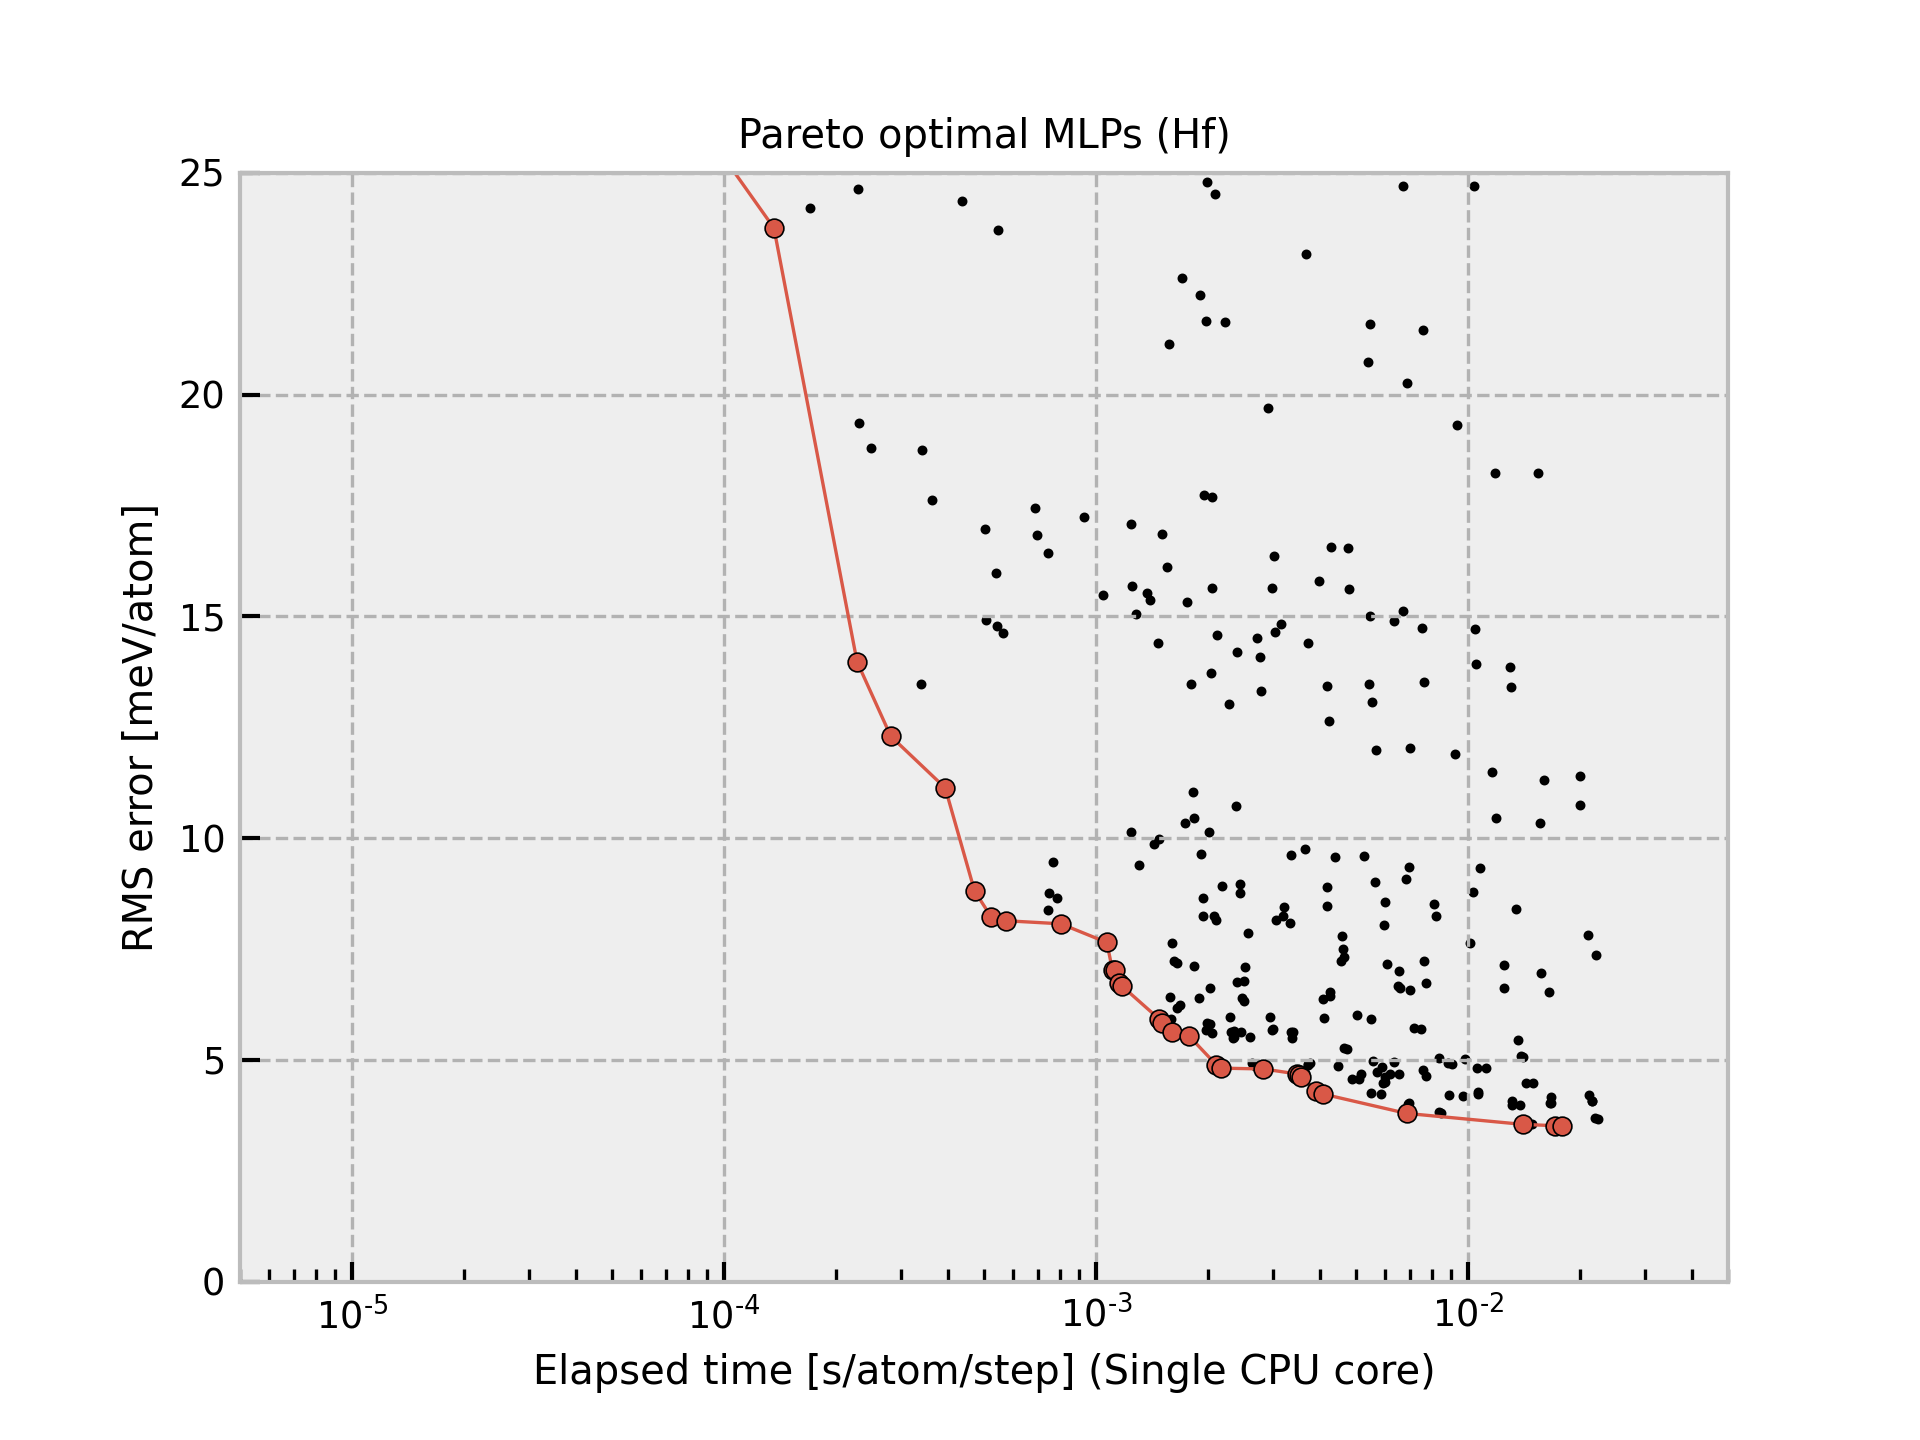 Pareto optimal MLPs (Hf)
25
20
15
10
5
0
RMS error [meV/atom]
10-5 10-4 10-3 10-2
Elapsed time [s/atom/step] (Single CPU core)